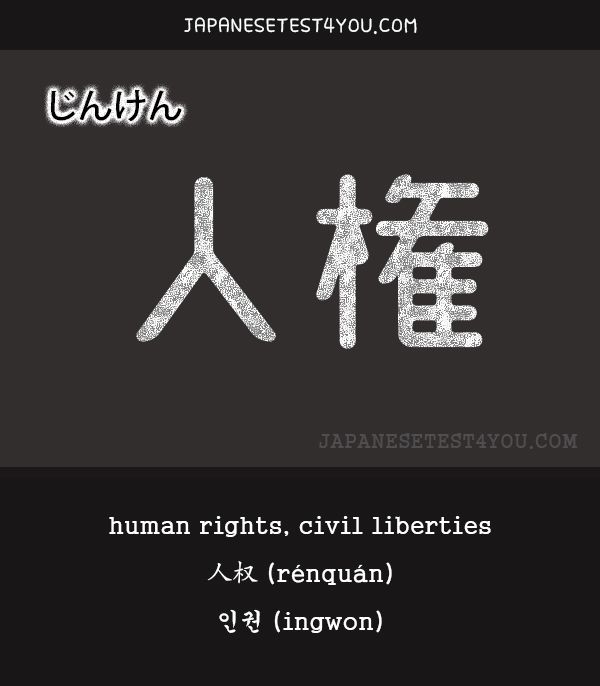 JAPANESETEST4YOU.COM
じんけん
人権
JAPANESETEST4YOU.COM
human rights, civil liberties
人权 (rénquán)
인권 (ingwon)